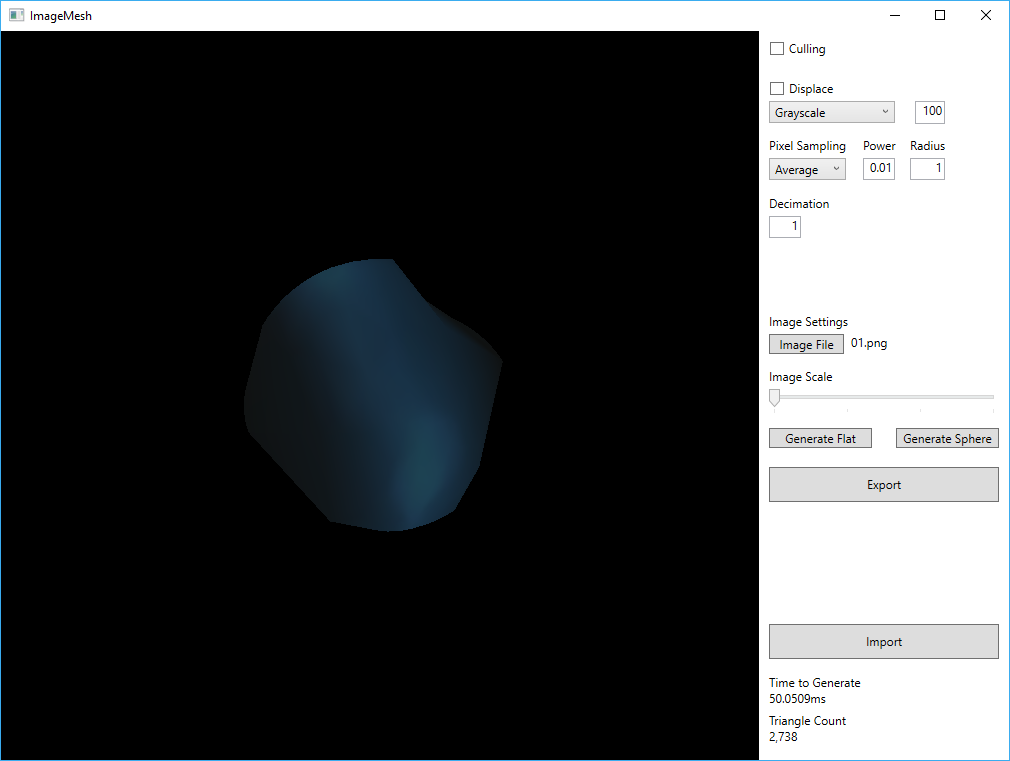 ImageMesh
Culling
Displace
Grayscale 100
Pixel Sampling Power Radius
Average 0.01 1
Decimation
1
Image Settings
Image File 01.png
Image Scale
Generate Flat Generate Sphere
Export
Import
Time to Generate
50.0509ms
Triangle Count
2,738